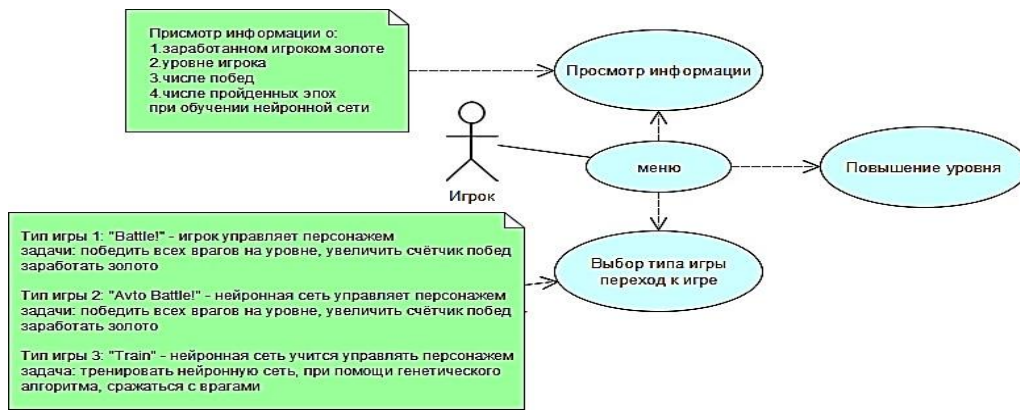 Присмотр информации о:
1.заработанном игроком золоте
2.уровне игрока
3.числе побед
4.числе пройденных эпох
при обучении нейронной сети
Просмотр информации
Игрок
меню
Повышение уровня
Выбор типа игры
переход к игре
Тип игры 1: "Battle!" - игрок управляет персонажем
задачи: победить всех врагов на уровне, увеличить счётчик побед
заработать золото
Тип игры 2: "Avto Battle!" - нейронная сеть управляет персонажем
задачи: победить всех врагов на уровне, увеличить счётчик побед
заработать золото
Тип игры 3: "Train" - нейронная сеть учится управлять персонажем
задача: тренировать нейронную сеть, при помощи генетического
алгоритма, сражаться с врагами